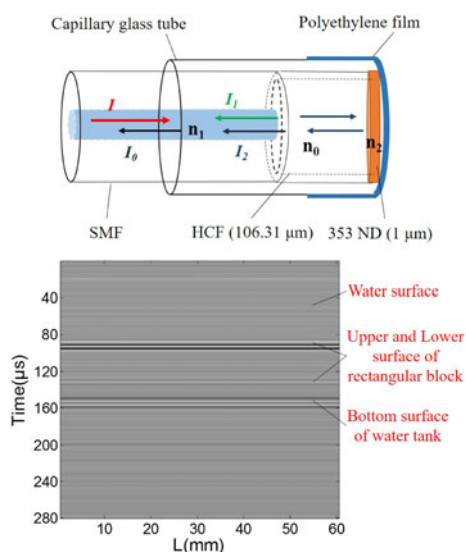 Capillary glass tube
Polyethylene film
I
I₁
I₀
n₁
I₂
n₀
n₂
SMF
HCF (106.31 μm)
353 ND (1 μm)
Time(μs)
40
80
120
160
200
240
280
10
20
30
40
50
60
L(mm)
Water surface
Upper and Lower
surface of
rectangular block
Bottom surface
of water tank